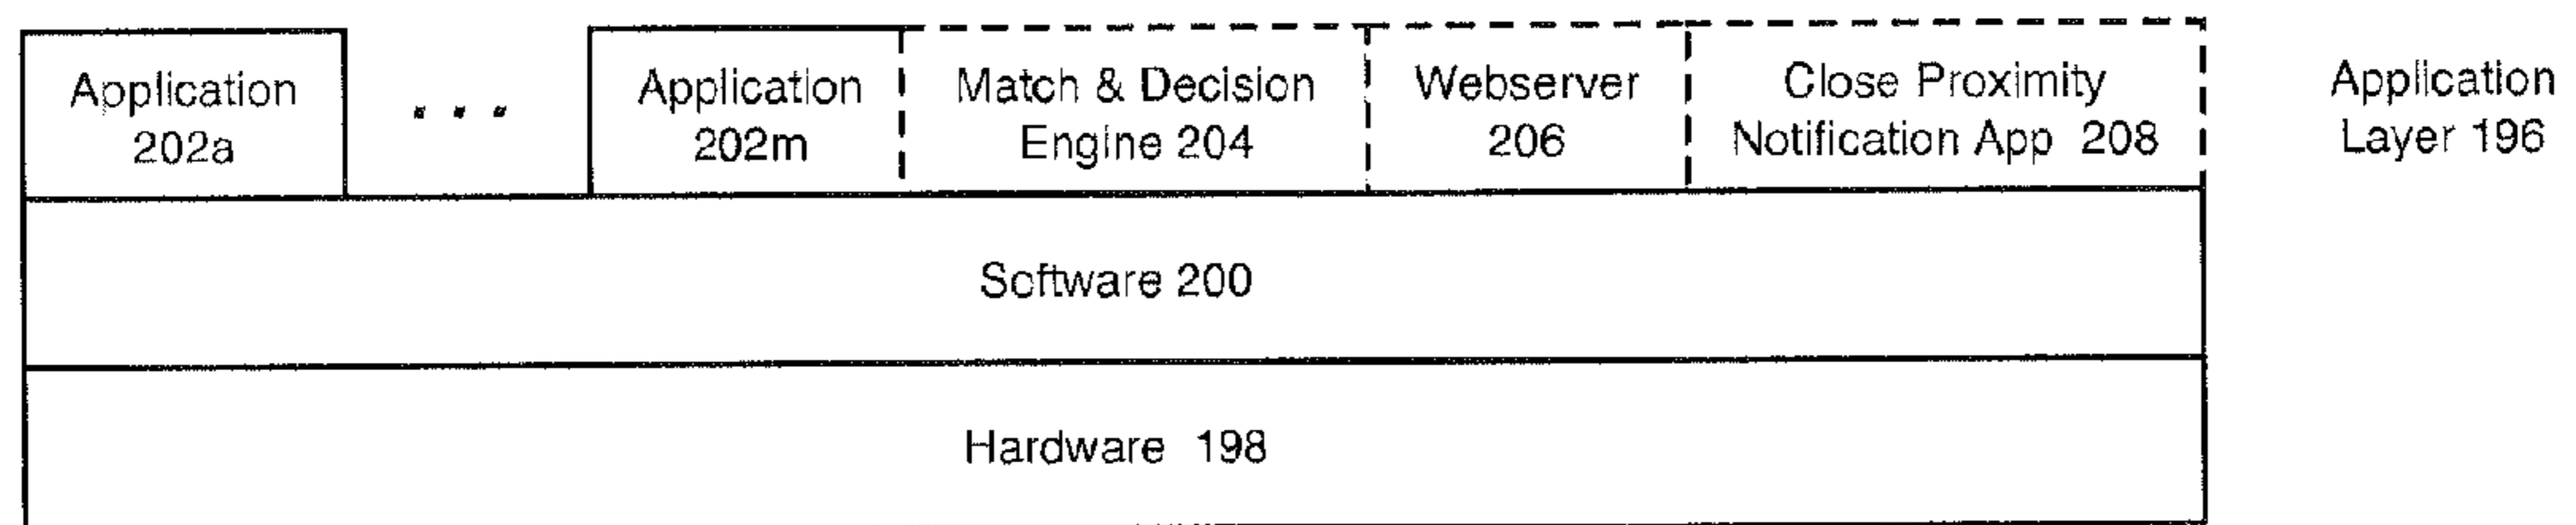 Application
202a
. . .
Application
202m
Match & Decision
Engine 204
Webserver
206
Close Proximity
Notification App 208
Application
Layer 196
Software 200
Hardware 198